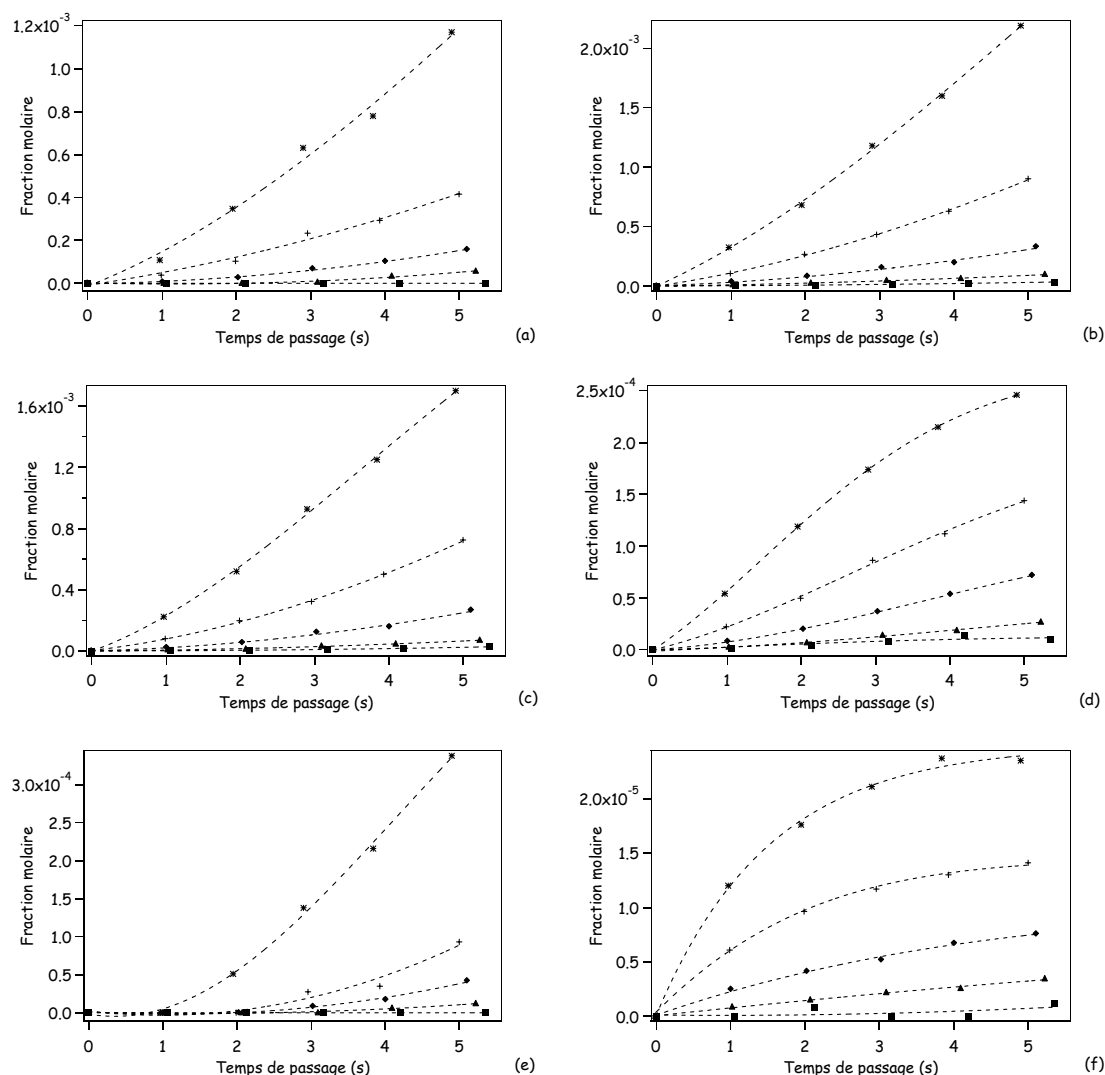 1.2x10⁻³
1.0
0.8
0.6
0.4
0.2
0.0
Fraction molaire
0 1 2 3 4 5
Temps de passage (s)
(a)
2.0x10⁻³
1.5
1.0
0.5
0.0
Fraction molaire
0 1 2 3 4 5
Temps de passage (s)
(b)
1.6x10⁻³
1.2
0.8
0.4
0.0
Fraction molaire
0 1 2 3 4 5
Temps de passage (s)
(c)
2.5x10⁻⁴
2.0
1.5
1.0
0.5
0.0
Fraction molaire
0 1 2 3 4 5
Temps de passage (s)
(d)
3.0x10⁻⁴
2.5
2.0
1.5
1.0
0.5
0.0
Fraction molaire
0 1 2 3 4 5
Temps de passage (s)
(e)
2.0x10⁻⁵
1.5
1.0
0.5
0.0
Fraction molaire
0 1 2 3 4 5
Temps de passage (s)
(f)